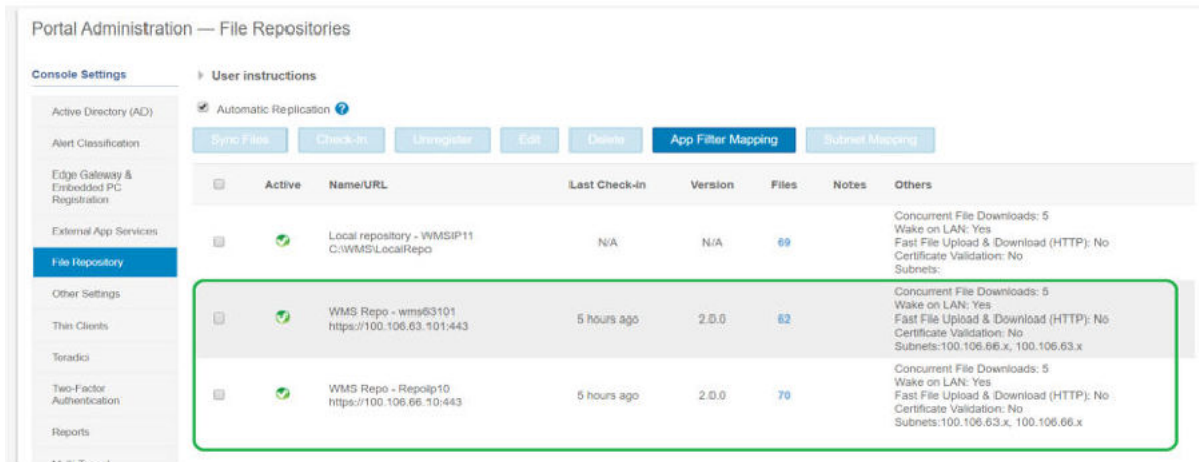 Portal Administration — File Repositories
Console Settings
Active Directory (AD)
Alert Classification
Edge Gateway &
Embedded PC
Registration
External App Services
File Repository
Other Settings
Thin Clients
Teradici
Two-Factor
Authentication
Reports
User instructions
Automatic Replication
Sync Files Check-In Unregister Edit Delete App Filter Mapping Subnet Mapping
Active Name/URL Last Check-in Version Files Notes Others
Local repository - WMSIP11
C:\WMS\LocalRepo
N/A N/A 69
Concurrent File Downloads: 5
Wake on LAN: Yes
Fast File Upload & Download (HTTP): No
Certificate Validation: No
Subnets:
WMS Repo - wms63101
https://100.106.63.101:443
5 hours ago 2.0.0 62
Concurrent File Downloads: 5
Wake on LAN: Yes
Fast File Upload & Download (HTTP): No
Certificate Validation: No
Subnets:100.106.66.x, 100.106.63.x
WMS Repo - RepoIp10
https://100.106.66.10:443
5 hours ago 2.0.0 70
Concurrent File Downloads: 5
Wake on LAN: Yes
Fast File Upload & Download (HTTP): No
Certificate Validation: No
Subnets:100.106.63.x, 100.106.66.x